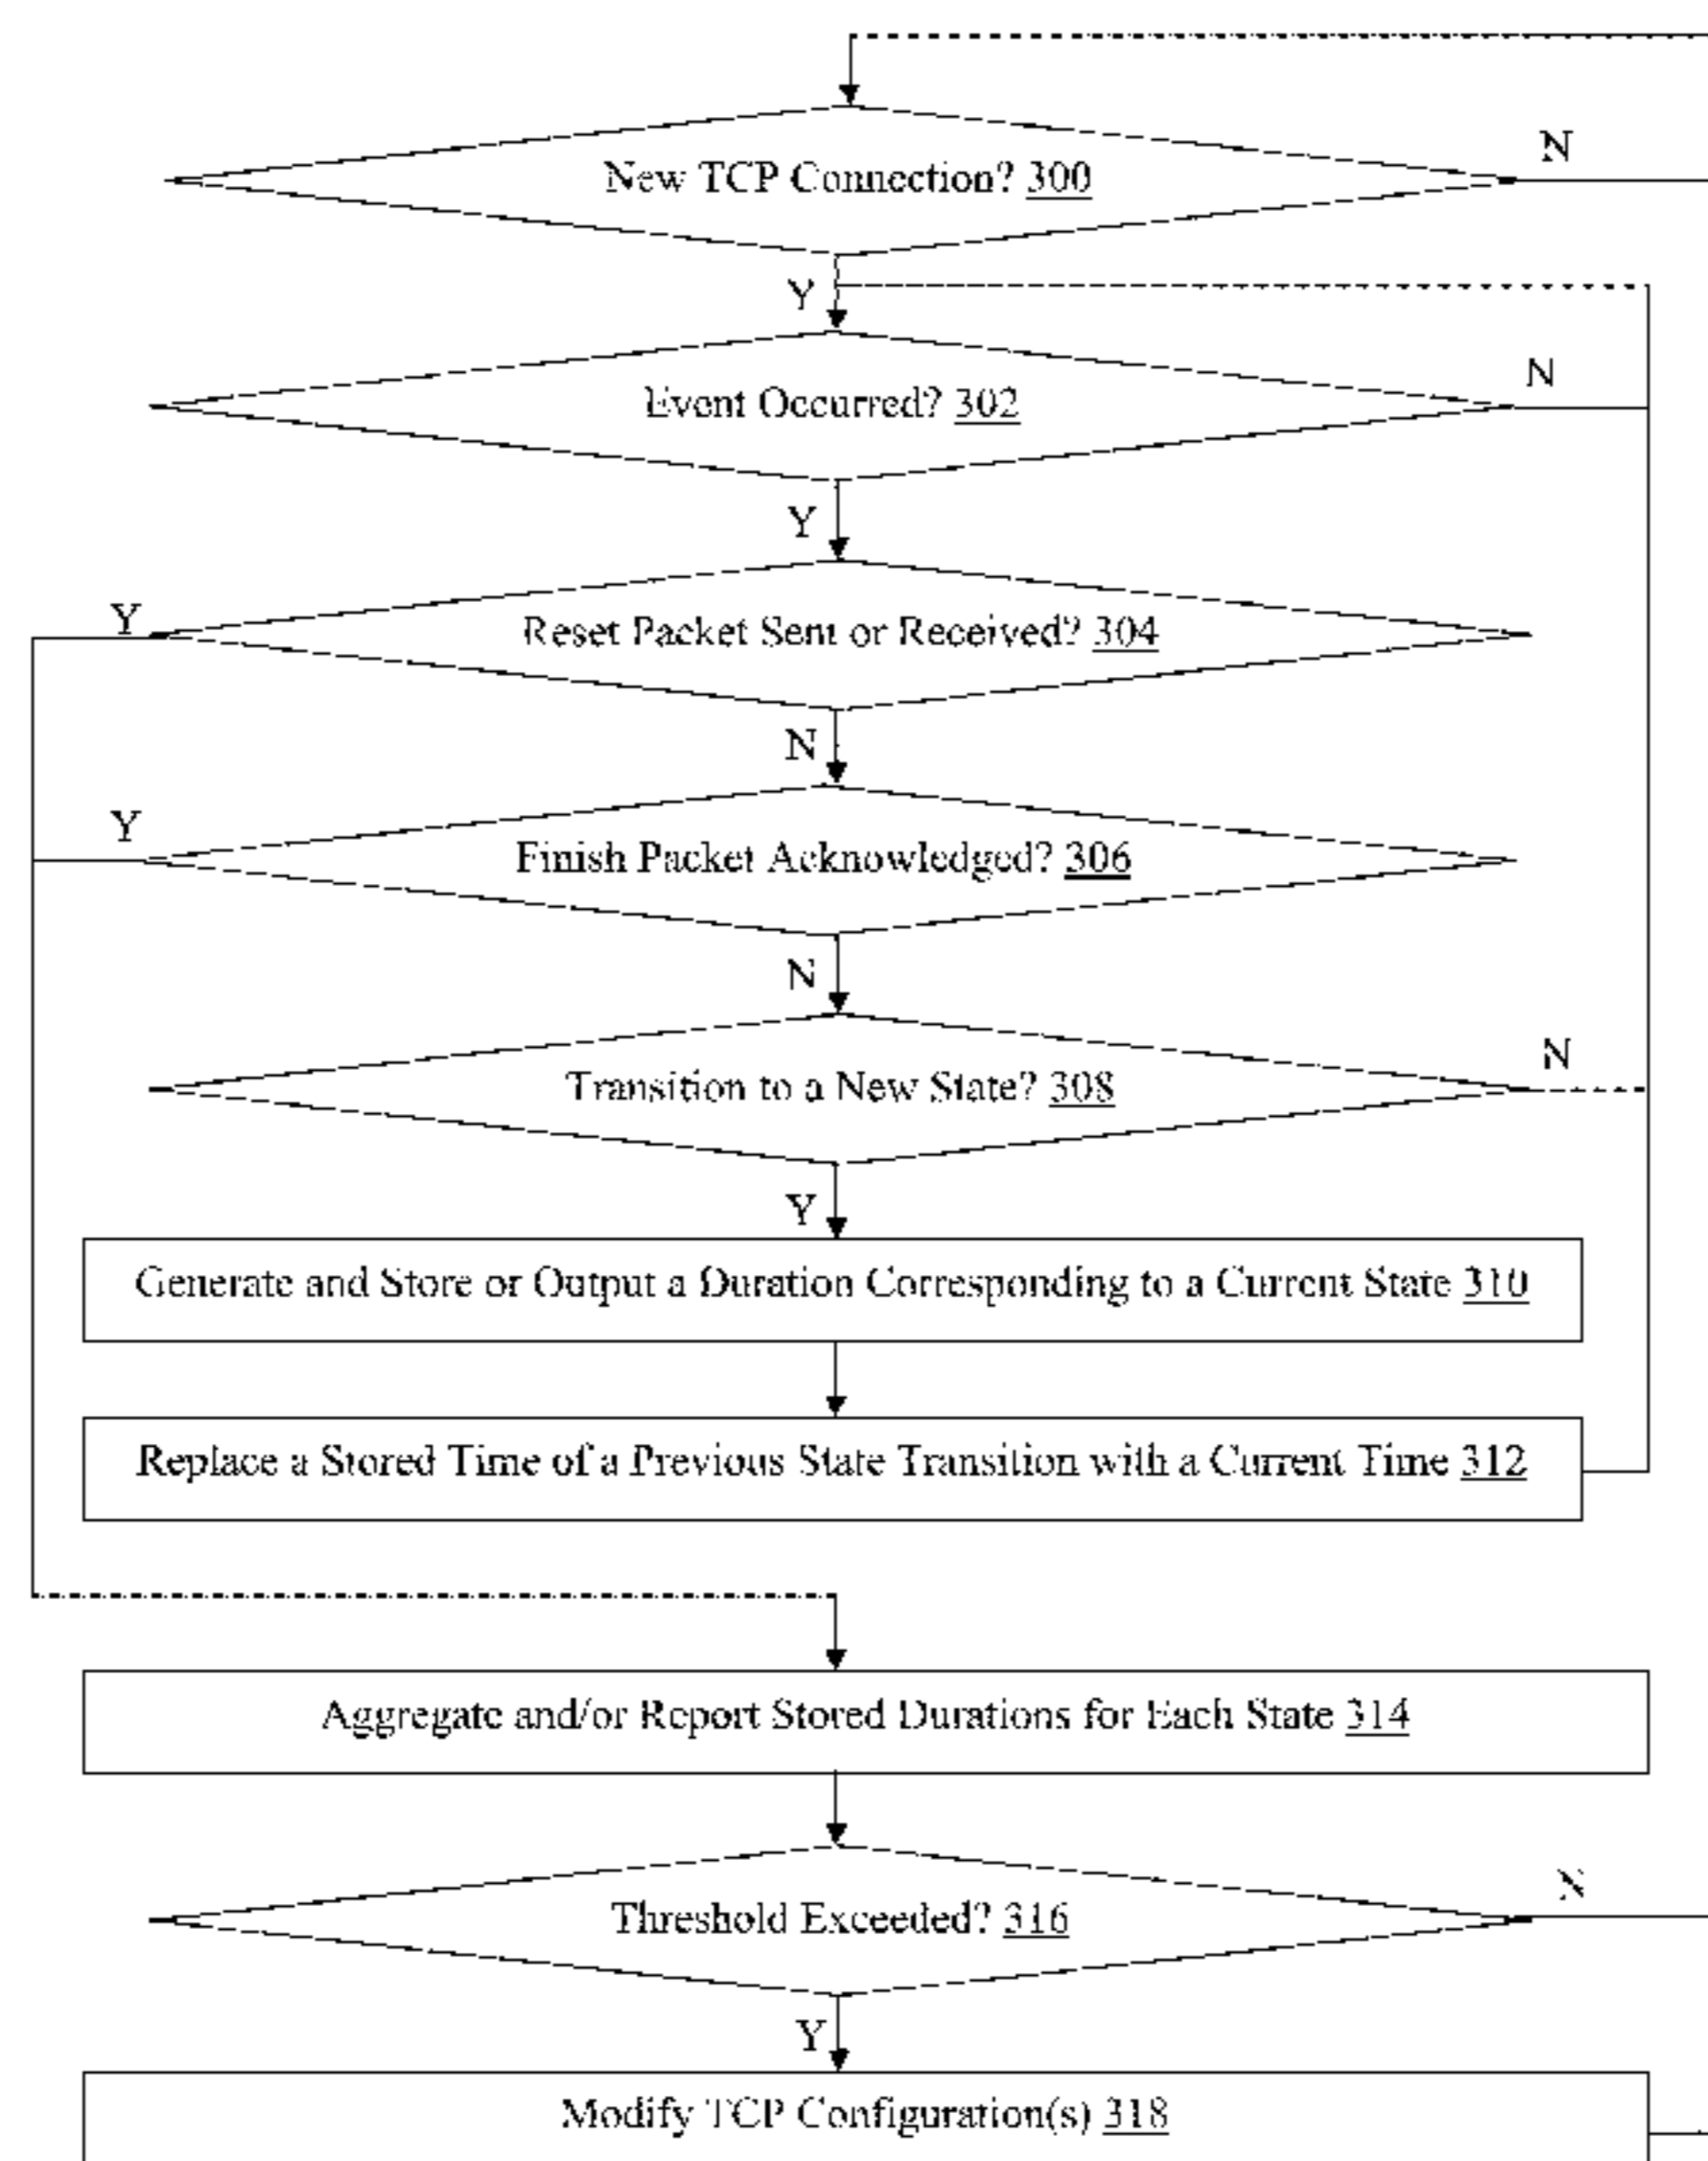 New TCP Connection? 300
N
Y
Event Occurred? 302
N
Y
Y
Reset Packet Sent or Received? 304
N
Y
Finish Packet Acknowledged? 306
N
Transition to a New State? 308
N
Y
Generate and Store or Output a Duration Corresponding to a Current State 310
Replace a Stored Time of a Previous State Transition with a Current Time 312
Aggregate and/or Report Stored Durations for Each State 314
Threshold Exceeded? 316
N
Y
Modify TCP Configuration(s) 318